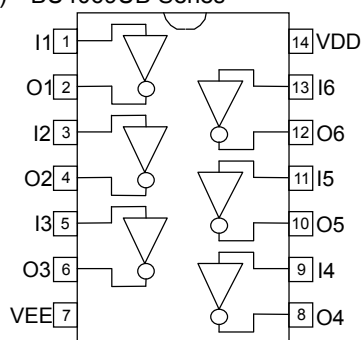 ) BU4069UB Series
I1 1 14 VDD
O1 2 13 I6
I2 3 12 O6
O2 4 11 I5
I3 5 10 O5
O3 6 9 I4
VEE 7 8 O4